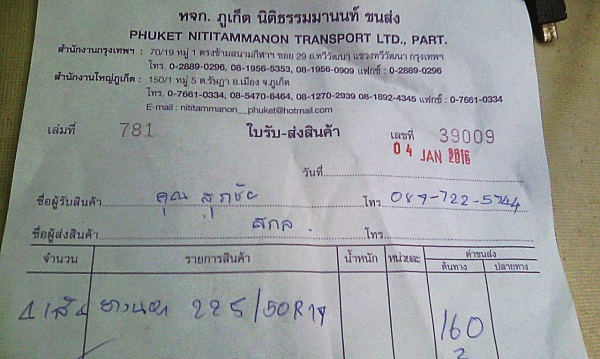 หจก. ภูเก็ต นิติธรรมมานนท์ ขนส่ง
PHUKET NITITAMMANON TRANSPORT LTD., PART.
สำนักงานกรุงเทพฯ : 70/19 หมู่ 1 ตรงข้ามสนามกีฬาฯ ซอย 29 ถ.ทวีวัฒนา แขวงทวีวัฒนา กรุงเทพฯ
โทร. 0-2889-0296, 08-1956-5353, 08-1956-0909 แฟกซ์ : 0-2889-0296
สำนักงานใหญ่ภูเก็ต : 150/1 หมู่ 5 ต.รัษฎา อ.เมือง จ.ภูเก็ต
โทร. 0-7661-0334, 08-5470-6464, 08-1270-2939 08-1892-4345 แฟกซ์ : 0-7661-0334
E-mail : nititammanon__phuket@hotmail.com
เล่มที่ 781 ใบรับ-ส่งสินค้า เลขที่ 39009
04 JAN 2016
วันที่
ชื่อผู้รับสินค้า คุณ สุภชัย โทร. 089-722-5744
ชื่อผู้ส่งสินค้า สกล. โทร.
จำนวน รายการสินค้า น้ำหนัก หน่วยละ ค่าขนส่ง
ต้นทาง ปลายทาง
4 เส้น 225/50R17 160